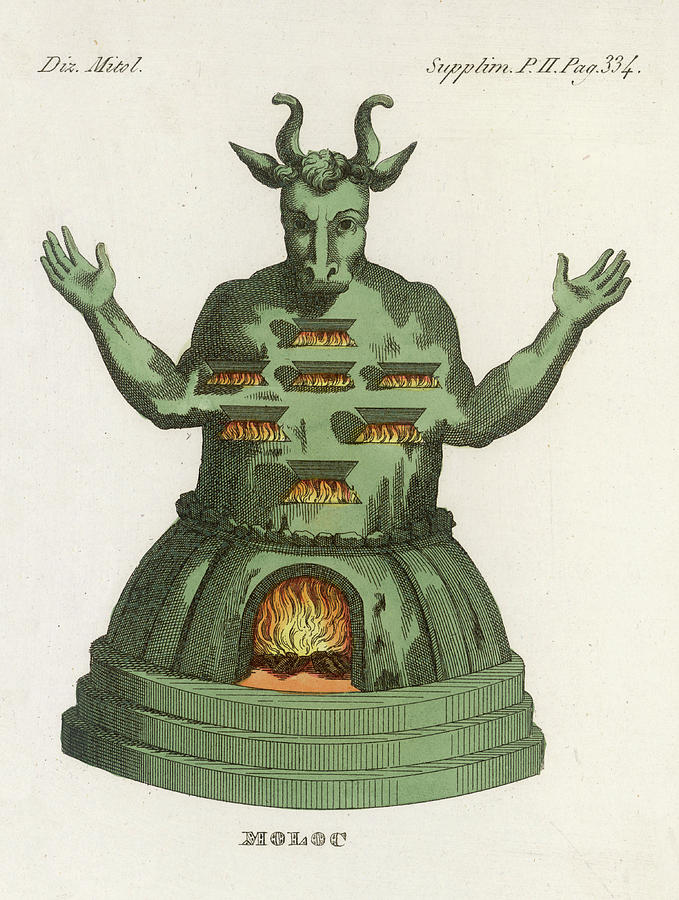 Diz. Mitol.
Supplim. P. II. Pag. 334.
MOLOC